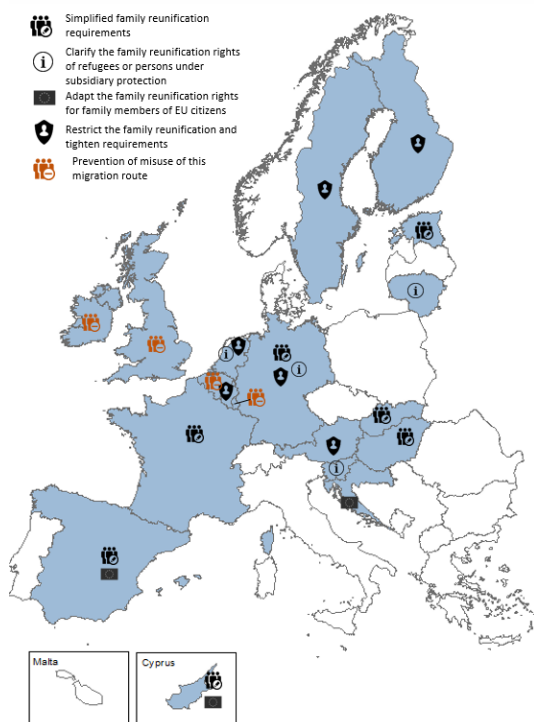 Simplified family reunification
requirements
Clarify the family reunification rights
of refugees or persons under
subsidiary protection
Adapt the family reunification rights
for family members of EU citizens
Restrict the family reunification and
tighten requirements
Prevention of misuse of this
migration route
Malta
Cyprus